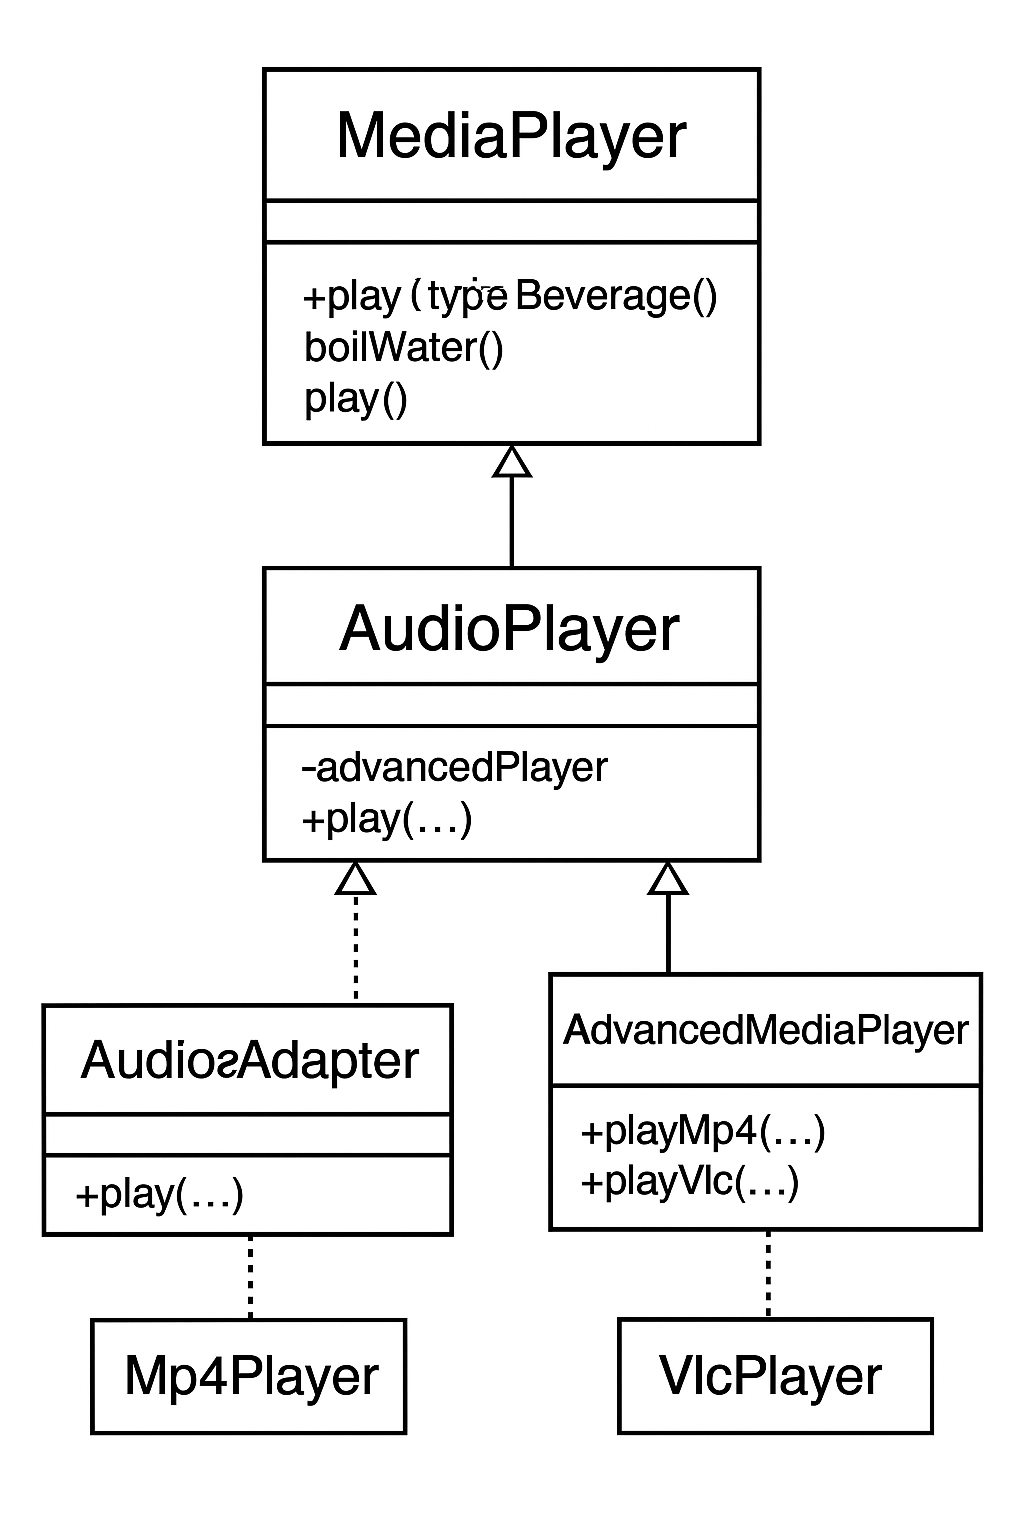 MediaPlayer
+play (type Beverage()
boilWater()
play()
AudioPlayer
-advancedPlayer
+play(...)
AudiosAdapter
AdvancedMediaPlayer
+play(...)
+playMp4(...)
+playVlc(...)
Mp4Player
VlcPlayer